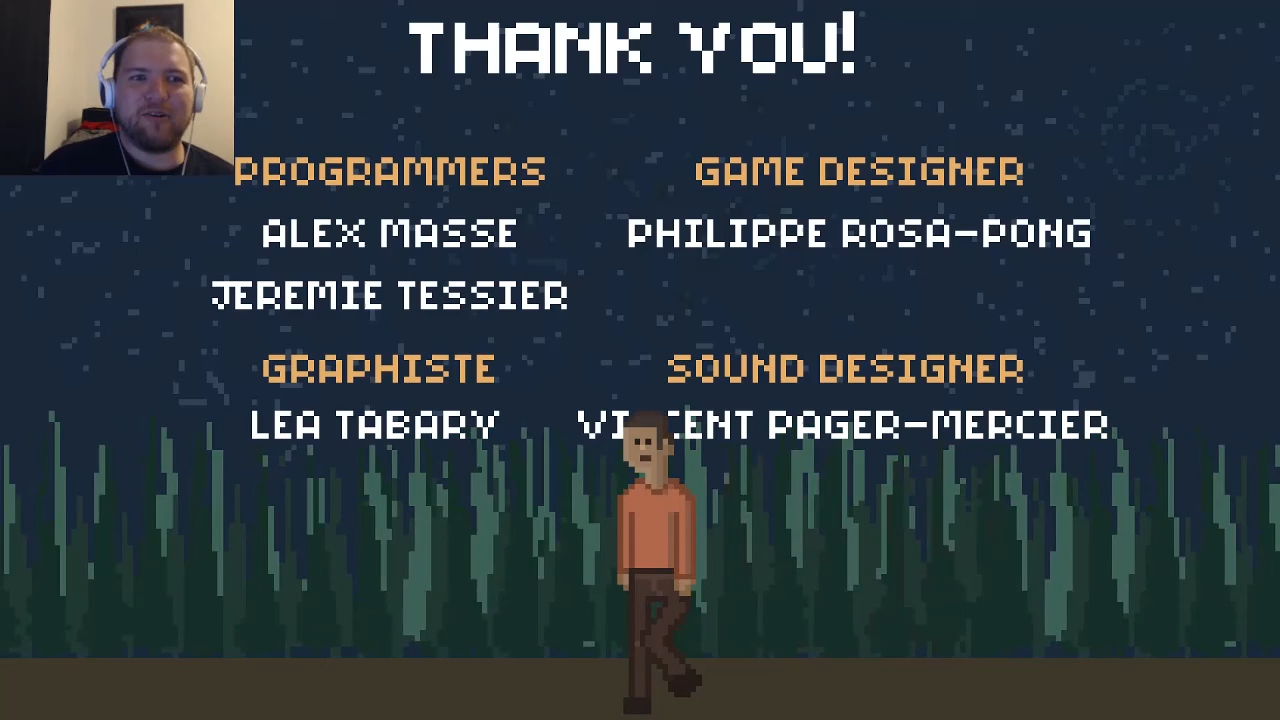 THANK YOU!
PROGRAMMERS
ALEX MASSE
JEREMIE TESSIER
GAME DESIGNER
PHILIPPE ROSA-PONG
GRAPHISTE
LEA TABARY
SOUND DESIGNER
PAGER-MERCIER